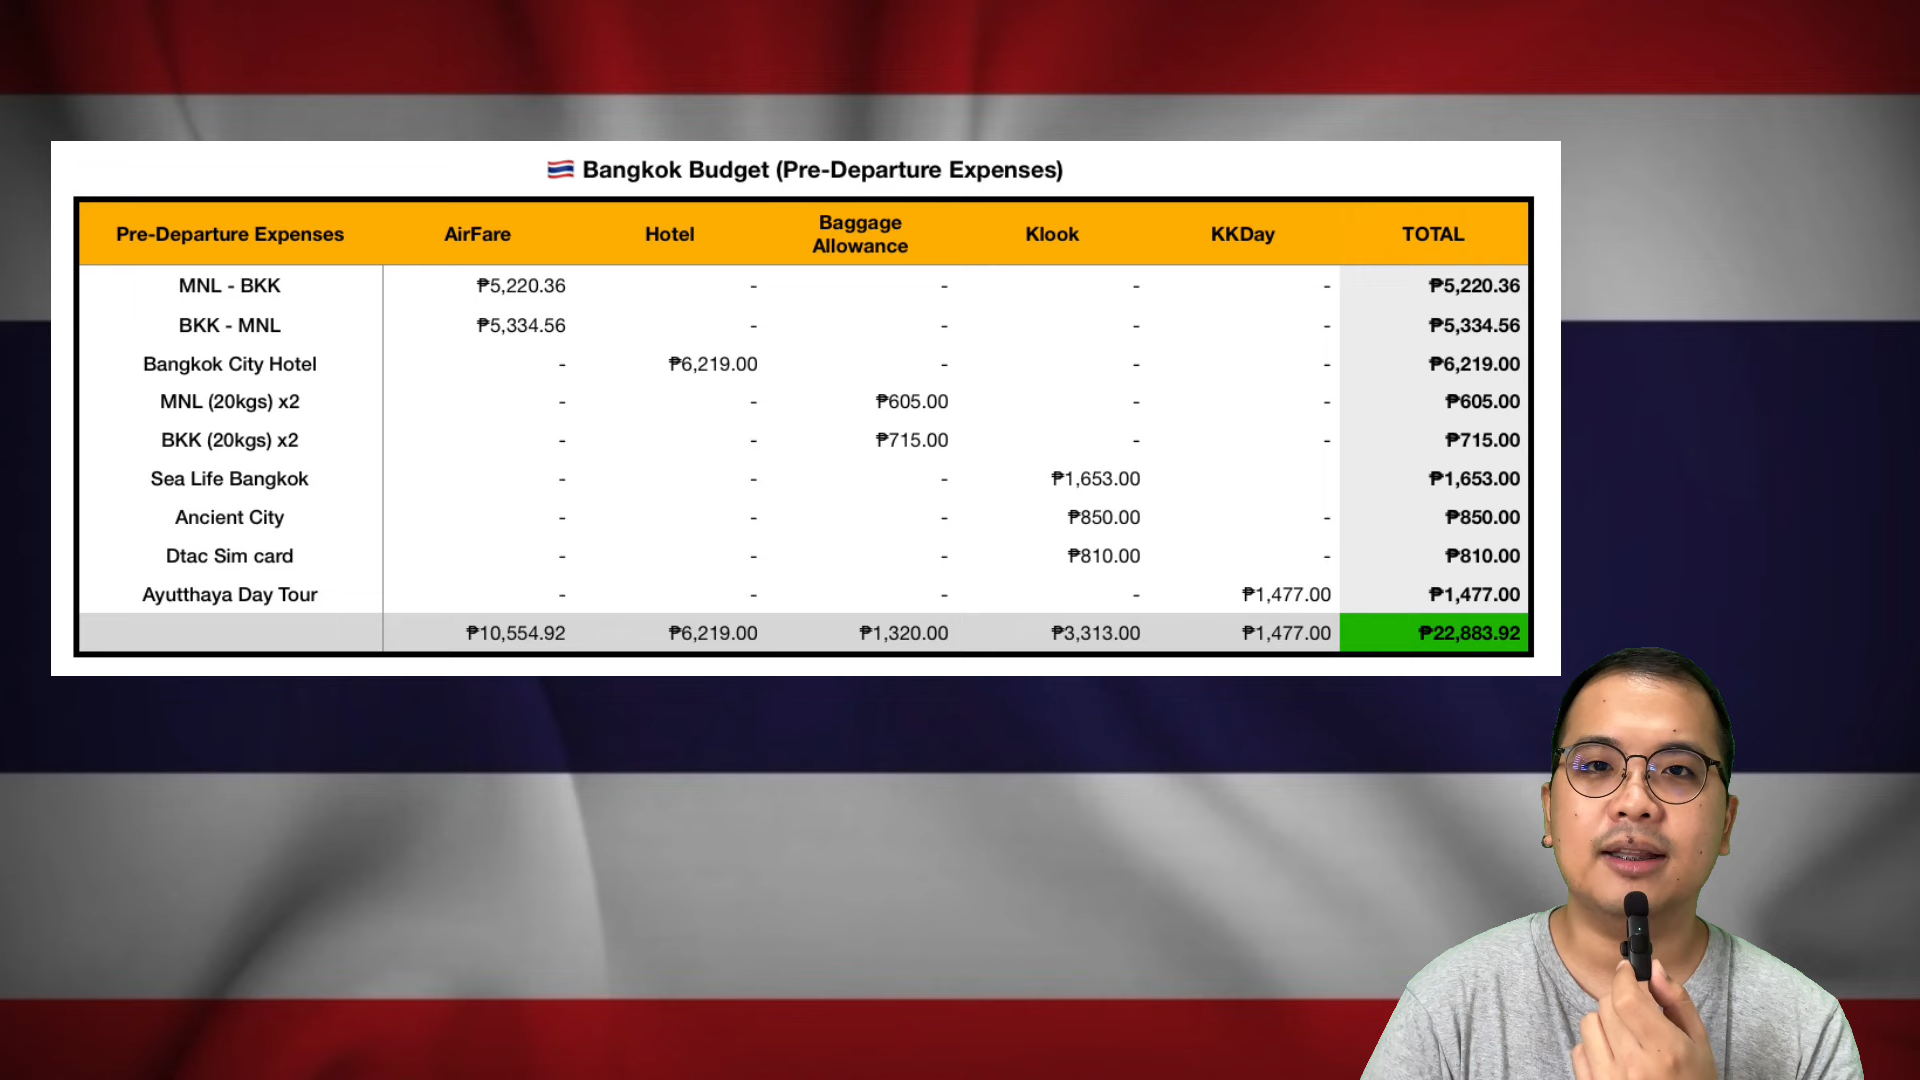 🇹🇭 Bangkok Budget (Pre-Departure Expenses)
Pre-Departure Expenses AirFare Hotel Baggage Allowance Klook KKDay TOTAL
MNL - BKK ₱5,220.36 - - - - ₱5,220.36
BKK - MNL ₱5,334.56 - - - - ₱5,334.56
Bangkok City Hotel - ₱6,219.00 - - - ₱6,219.00
MNL (20kgs) x2 - - ₱605.00 - - ₱605.00
BKK (20kgs) x2 - - ₱715.00 - - ₱715.00
Sea Life Bangkok - - - ₱1,653.00 ₱1,653.00
Ancient City - - - ₱850.00 - ₱850.00
Dtac Sim card - - - ₱810.00 - ₱810.00
Ayutthaya Day Tour - - - - ₱1,477.00 ₱1,477.00
₱10,554.92 ₱6,219.00 ₱1,320.00 ₱3,313.00 ₱1,477.00 ₱22,883.92